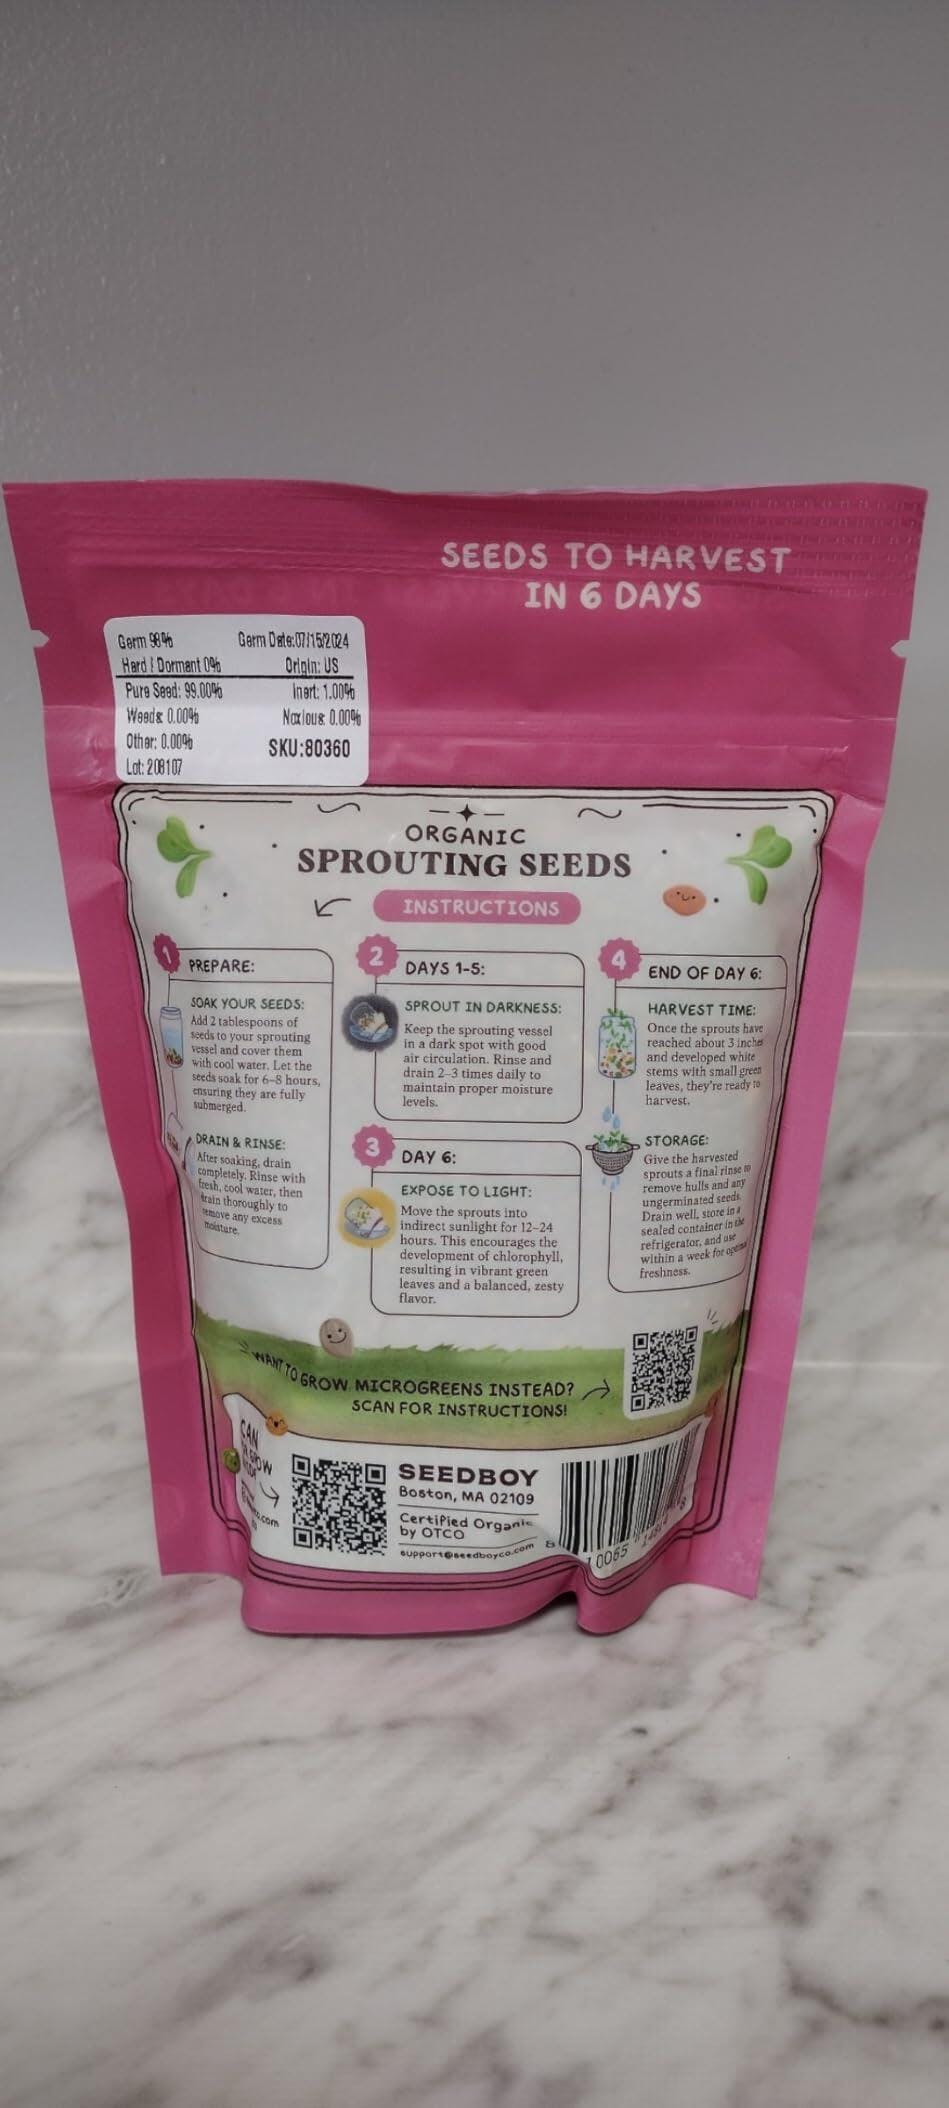 SEEDS TO HARVEST
IN 6 DAYS
Germ 98% Germ Date:07/15/2024
Hard / Dormant 0% Origin: US
Pure Seed: 99.00% Inert: 1.00%
Weeds: 0.00% Noxious: 0.00%
Other: 0.00% SKU:80360
Lot: 208107
ORGANIC
SPROUTING SEEDS
INSTRUCTIONS
1 PREPARE:
SOAK YOUR SEEDS:
Add 2 tablespoons of
seeds to your sprouting
vessel and cover them
with cool water. Let the
seeds soak for 6–8 hours,
ensuring they are fully
submerged.
DRAIN & RINSE:
After soaking, drain
completely. Rinse with
fresh, cool water, then
drain thoroughly to
remove any excess
moisture.
2 DAYS 1-5:
SPROUT IN DARKNESS:
Keep the sprouting vessel
in a dark spot with good
air circulation. Rinse and
drain 2–3 times daily to
maintain proper moisture
levels.
3 DAY 6:
EXPOSE TO LIGHT:
Move the sprouts into
indirect sunlight for 12–24
hours. This encourages the
development of chlorophyll,
resulting in vibrant green
leaves and a balanced, zesty
flavor.
4 END OF DAY 6:
HARVEST TIME:
Once the sprouts have
reached about 3 inches
and developed white
stems with small green
leaves, they're ready to
harvest.
STORAGE:
Give the harvested
sprouts a final rinse to
remove hulls and any
ungerminated seeds.
Drain well, store in a
sealed container in the
refrigerator, and use
within a week for optimal
freshness.
WANT TO GROW MICROGREENS INSTEAD?
SCAN FOR INSTRUCTIONS!
CAN
SEEDBOY
Boston, MA 02109
Certified Organic
by OTCO
support@seedboyco.com
8 10065